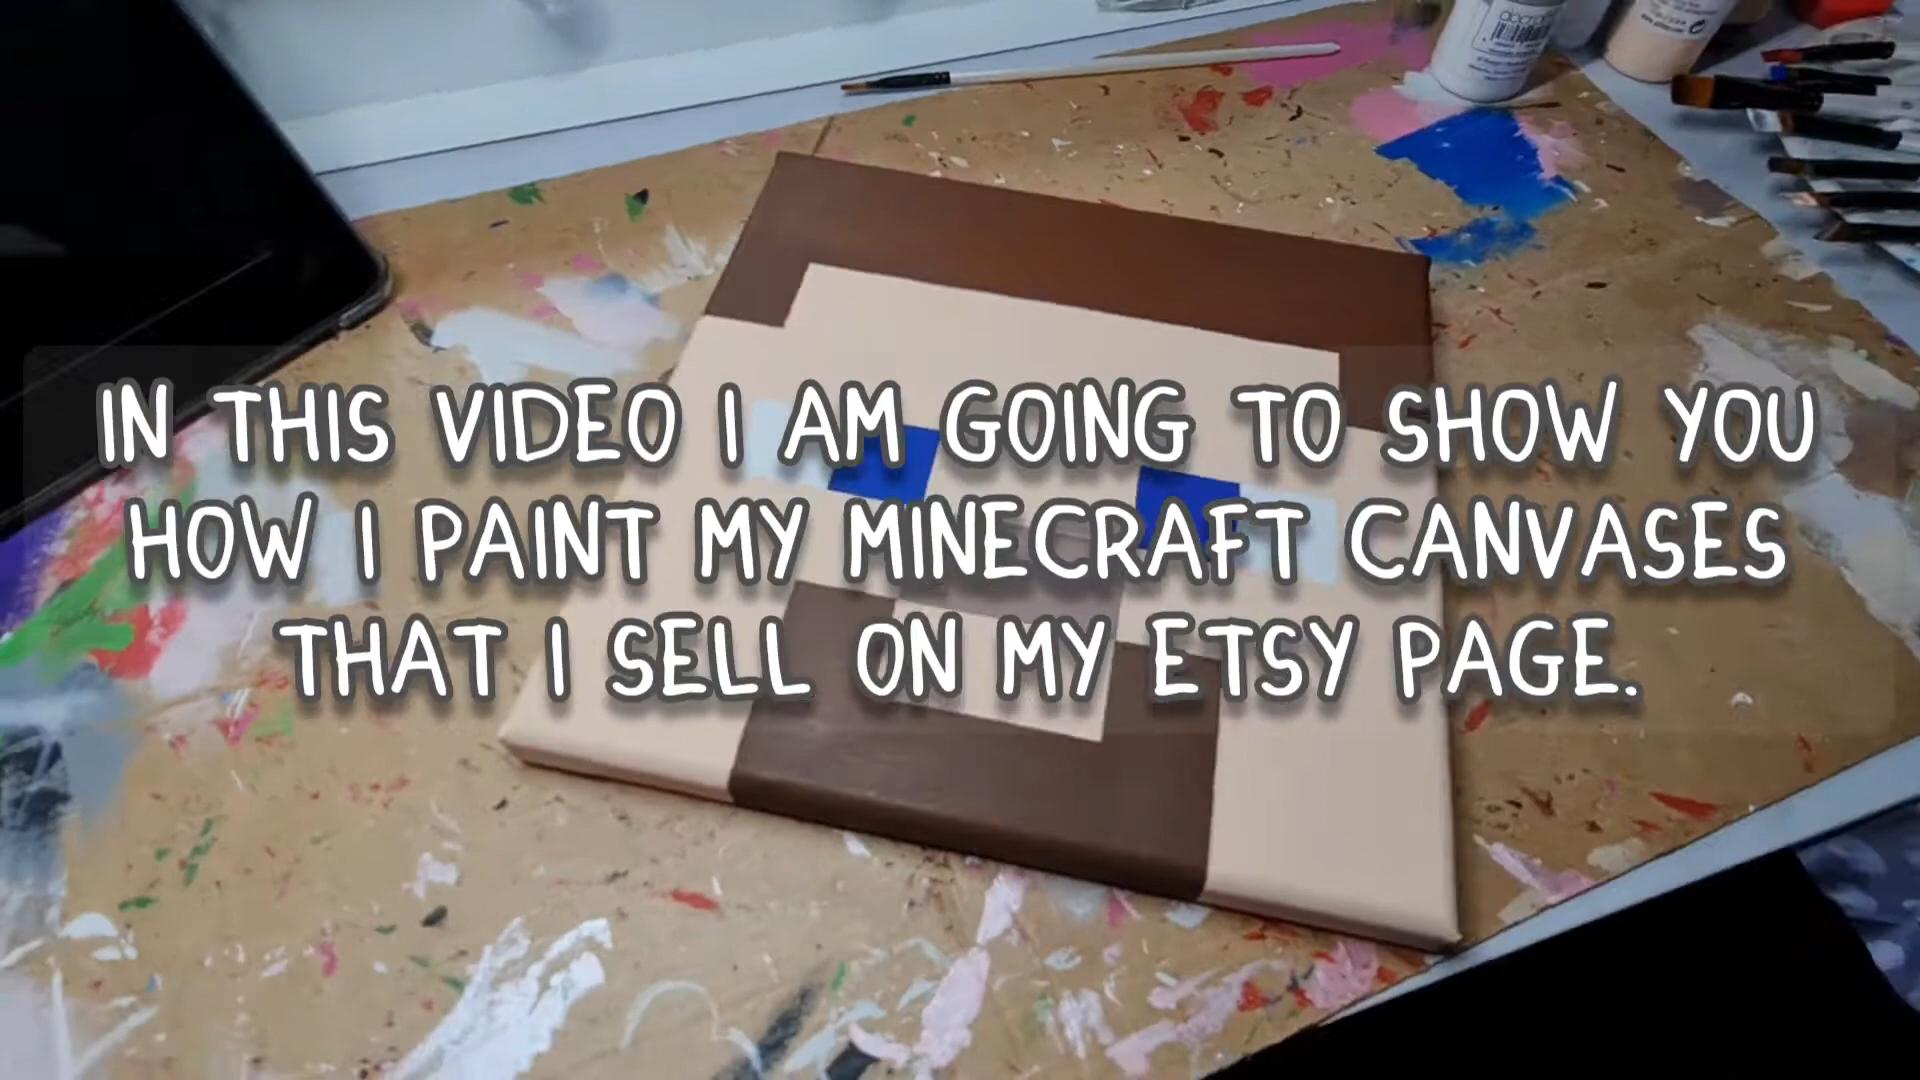 IN THIS VIDEO I AM GOING TO SHOW YOU
HOW I PAINT MY MINECRAFT CANVASES
THAT I SELL ON MY ETSY PAGE.